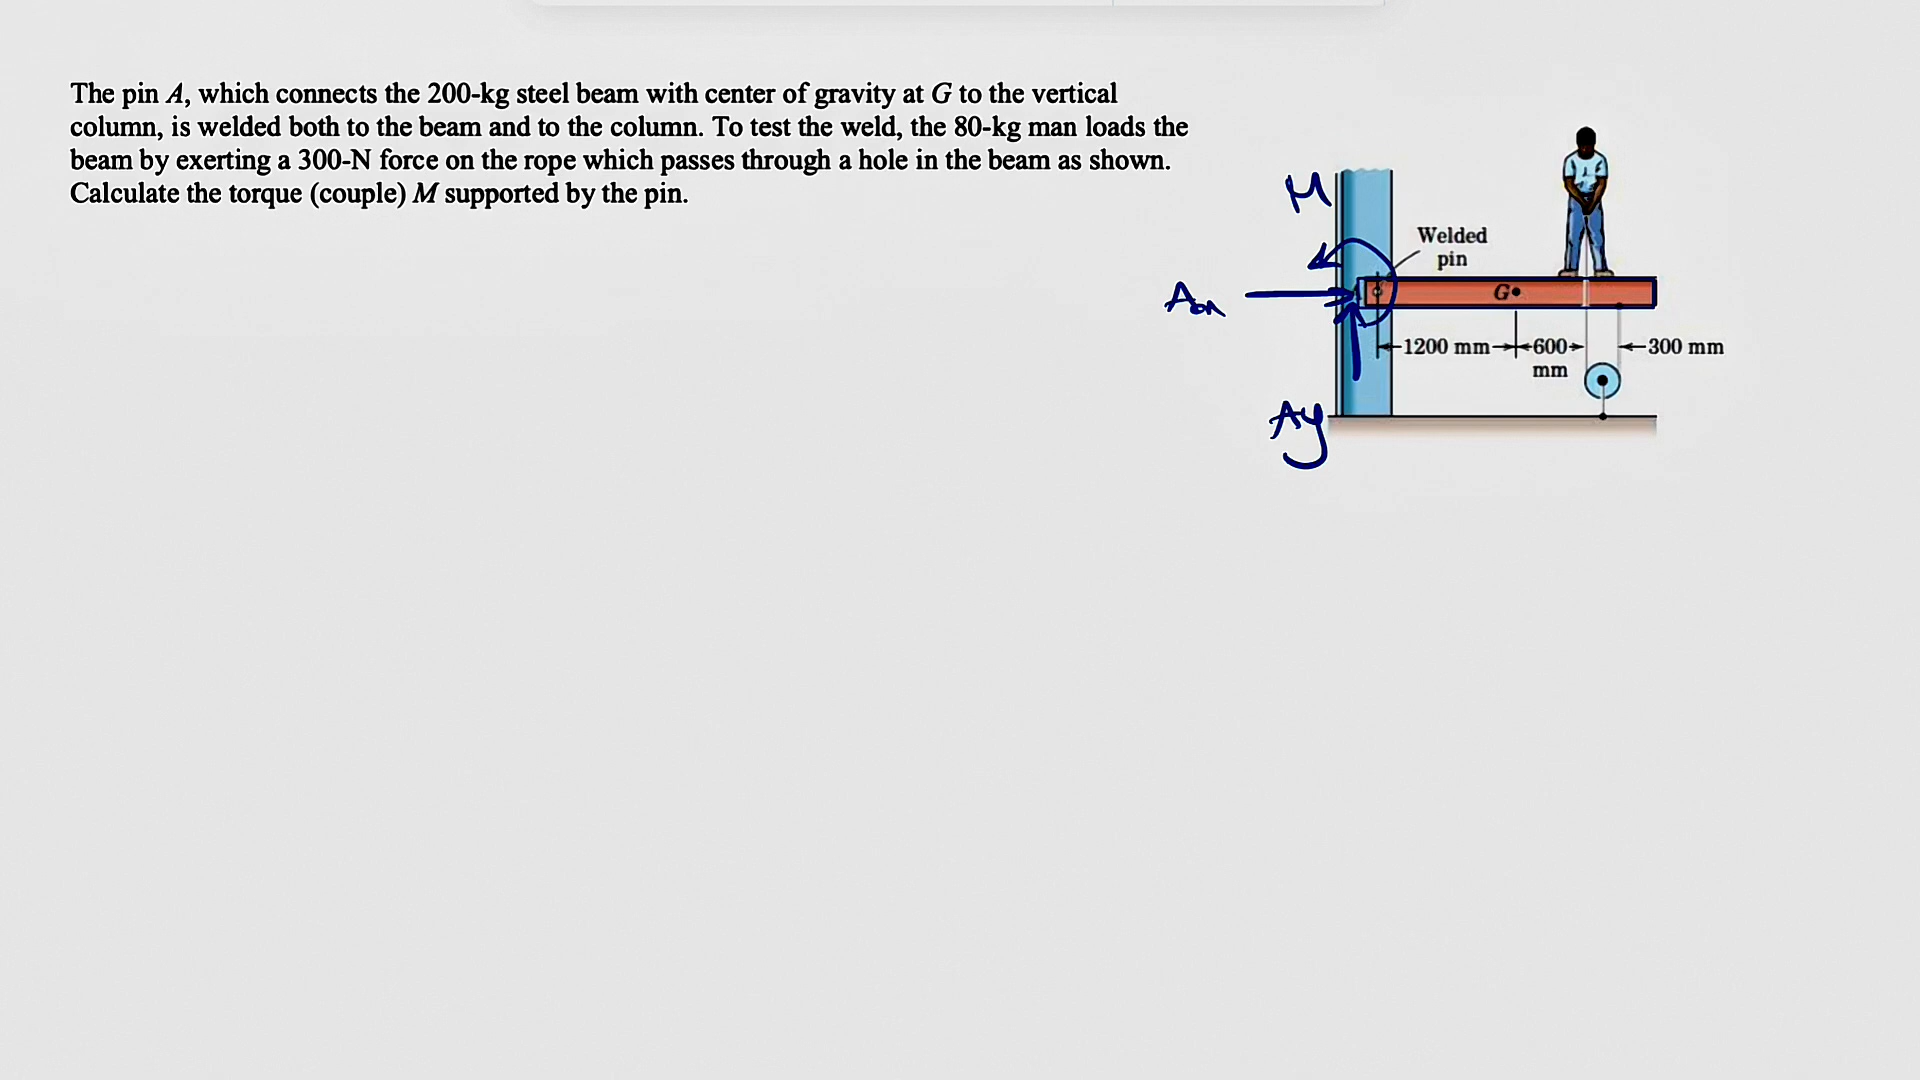 The pin A, which connects the 200-kg steel beam with center of gravity at G to the vertical
column, is welded both to the beam and to the column. To test the weld, the 80-kg man loads the
beam by exerting a 300-N force on the rope which passes through a hole in the beam as shown.
Calculate the torque (couple) M supported by the pin.
M
Welded
pin
G
1200 mm
600
mm
300 mm
Ay